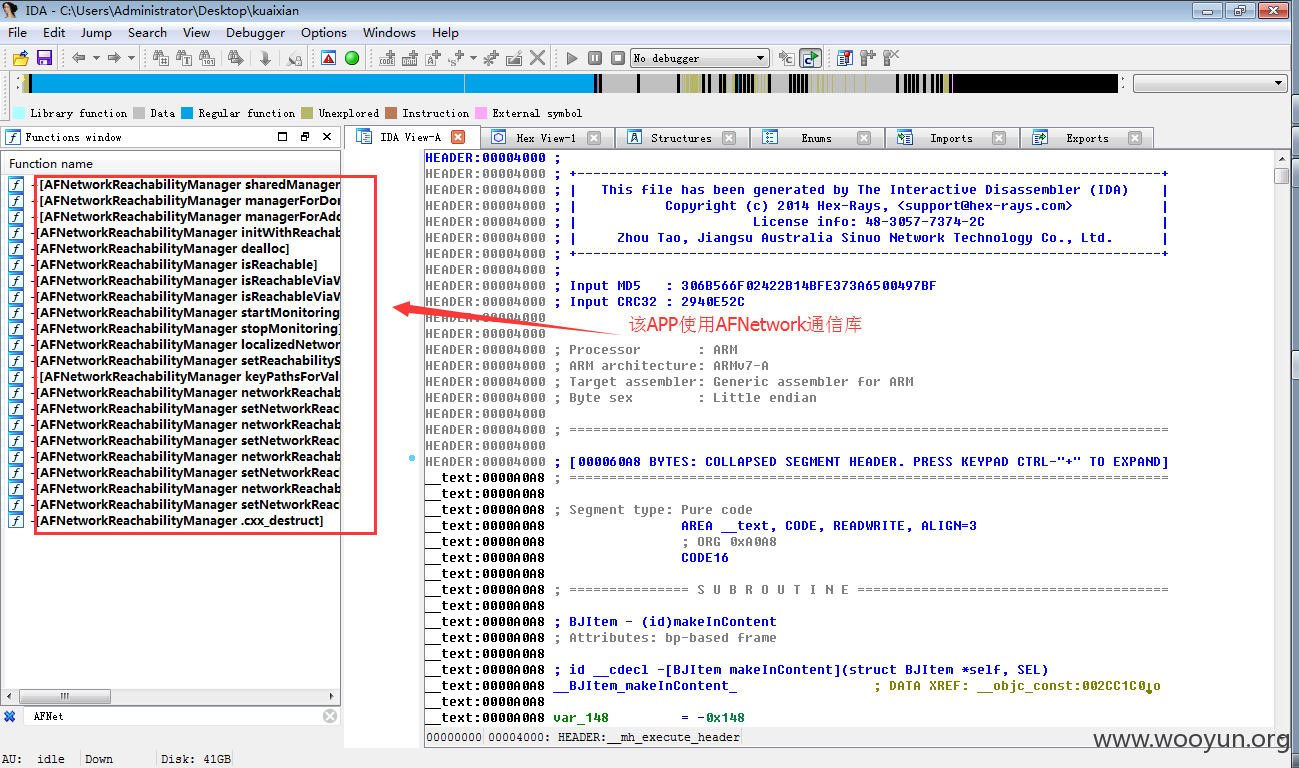 IDA - C:\Users\Administrator\Desktop\kuaixian
File Edit Jump Search View Debugger Options Windows Help
No debugger
Library function Data Regular function Unexplored Instruction External symbol
Functions window
IDA View-A Hex View-1 Structures Enums Imports Exports
Function name
[AFNetworkReachabilityManager sharedManager
[AFNetworkReachabilityManager managerForDor
[AFNetworkReachabilityManager managerForAdd
[AFNetworkReachabilityManager initWithReachab
[AFNetworkReachabilityManager dealloc]
[AFNetworkReachabilityManager isReachable]
[AFNetworkReachabilityManager isReachableViaV
[AFNetworkReachabilityManager isReachableViaV
[AFNetworkReachabilityManager startMonitoring
[AFNetworkReachabilityManager stopMonitoring]
[AFNetworkReachabilityManager localizedNetwor
[AFNetworkReachabilityManager setReachabilityS
[AFNetworkReachabilityManager keyPathsForVal
[AFNetworkReachabilityManager networkReachab
[AFNetworkReachabilityManager setNetworkReac
[AFNetworkReachabilityManager networkReachab
[AFNetworkReachabilityManager setNetworkReac
[AFNetworkReachabilityManager networkReachab
[AFNetworkReachabilityManager setNetworkReac
[AFNetworkReachabilityManager networkReachab
[AFNetworkReachabilityManager setNetworkReac
[AFNetworkReachabilityManager .cxx_destruct]
AFNet
HEADER:00004000 ;
HEADER:00004000 ; +-------------------------------------------------------------------------+
HEADER:00004000 ; | This file has been generated by The Interactive Disassembler (IDA) |
HEADER:00004000 ; | Copyright (c) 2014 Hex-Rays, <support@hex-rays.com> |
HEADER:00004000 ; | License info: 48-3057-7374-2C |
HEADER:00004000 ; | Zhou Tao, Jiangsu Australia Sinuo Network Technology Co., Ltd. |
HEADER:00004000 ; +-------------------------------------------------------------------------+
HEADER:00004000 ;
HEADER:00004000 ; Input MD5 : 306B566F02422B14BFE373A6500497BF
HEADER:00004000 ; Input CRC32 : 2940E52C
HEADER:00004000
该APP使用AFNetwork通信库
HEADER:00004000
HEADER:00004000 ; Processor : ARM
HEADER:00004000 ; ARM architecture: ARMv7-A
HEADER:00004000 ; Target assembler: Generic assembler for ARM
HEADER:00004000 ; Byte sex : Little endian
HEADER:00004000
HEADER:00004000 ; ===========================================================================
HEADER:00004000
HEADER:00004000 ; [000060A8 BYTES: COLLAPSED SEGMENT HEADER. PRESS KEYPAD CTRL-"+" TO EXPAND]
__text:0000A0A8 ; ===========================================================================
__text:0000A0A8
__text:0000A0A8 ; Segment type: Pure code
__text:0000A0A8 AREA __text, CODE, READWRITE, ALIGN=3
__text:0000A0A8 ; ORG 0xA0A8
__text:0000A0A8 CODE16
__text:0000A0A8
__text:0000A0A8 ; =============== S U B R O U T I N E =======================================
__text:0000A0A8
__text:0000A0A8 ; BJItem - (id)makeInContent
__text:0000A0A8 ; Attributes: bp-based frame
__text:0000A0A8
__text:0000A0A8 ; id __cdecl -[BJItem makeInContent](struct BJItem *self, SEL)
__text:0000A0A8 __BJItem_makeInContent_ ; DATA XREF: __objc_const:002CC1C0↓o
__text:0000A0A8
__text:0000A0A8 var_148 = -0x148
00000000 00004000: HEADER:__mh_execute_header
www.wooyun.org
AU: idle Down Disk: 41GB